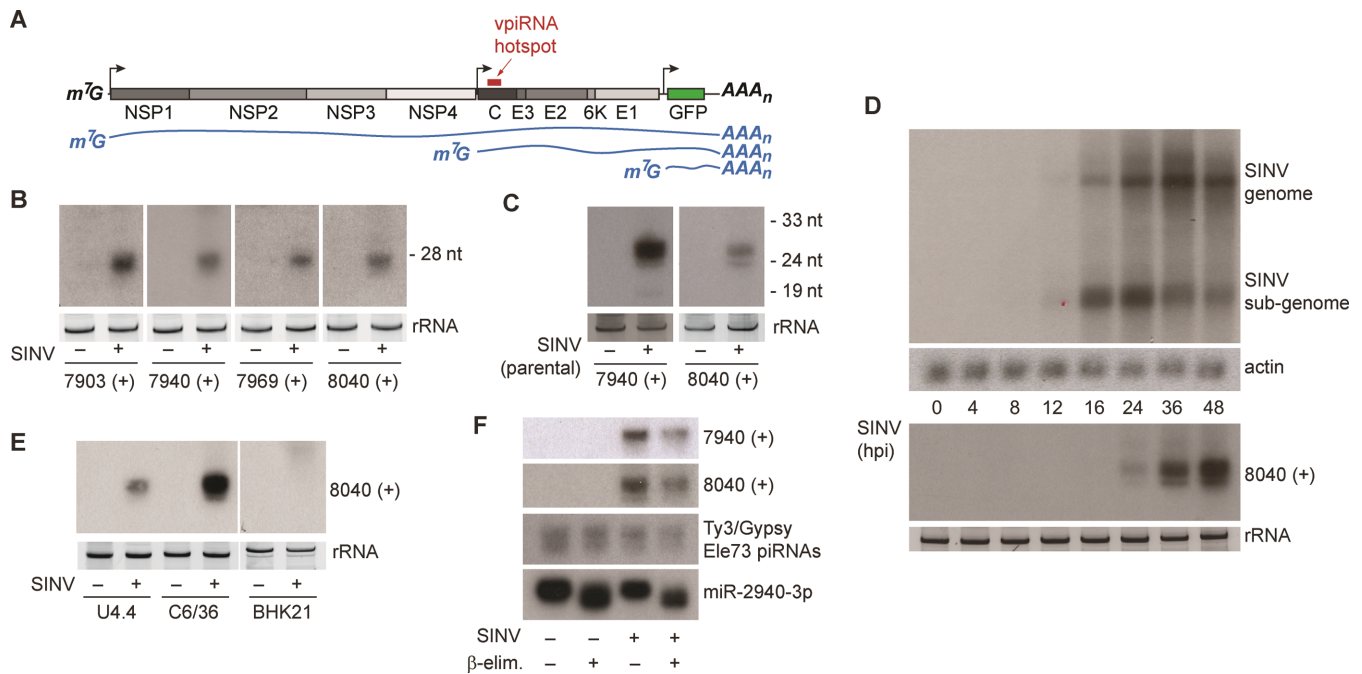 A
vpiRNA
hotspot
m⁷G
AAAn
NSP1 NSP2 NSP3 NSP4 C E3 E2 6K E1 GFP
m⁷G AAAn
m⁷G AAAn
m⁷G AAAn
B
- 28 nt
rRNA
SINV – + – + – + – +
7903 (+) 7940 (+) 7969 (+) 8040 (+)
C
- 33 nt
- 24 nt
- 19 nt
rRNA
SINV
(parental)
– + – +
7940 (+) 8040 (+)
D
SINV
genome
SINV
sub-genome
actin
0 4 8 12 16 24 36 48
SINV
(hpi)
8040 (+)
rRNA
E
8040 (+)
rRNA
SINV – + – + – +
U4.4 C6/36 BHK21
F
7940 (+)
8040 (+)
Ty3/Gypsy
Ele73 piRNAs
miR-2940-3p
SINV – – + +
β-elim. – + – +